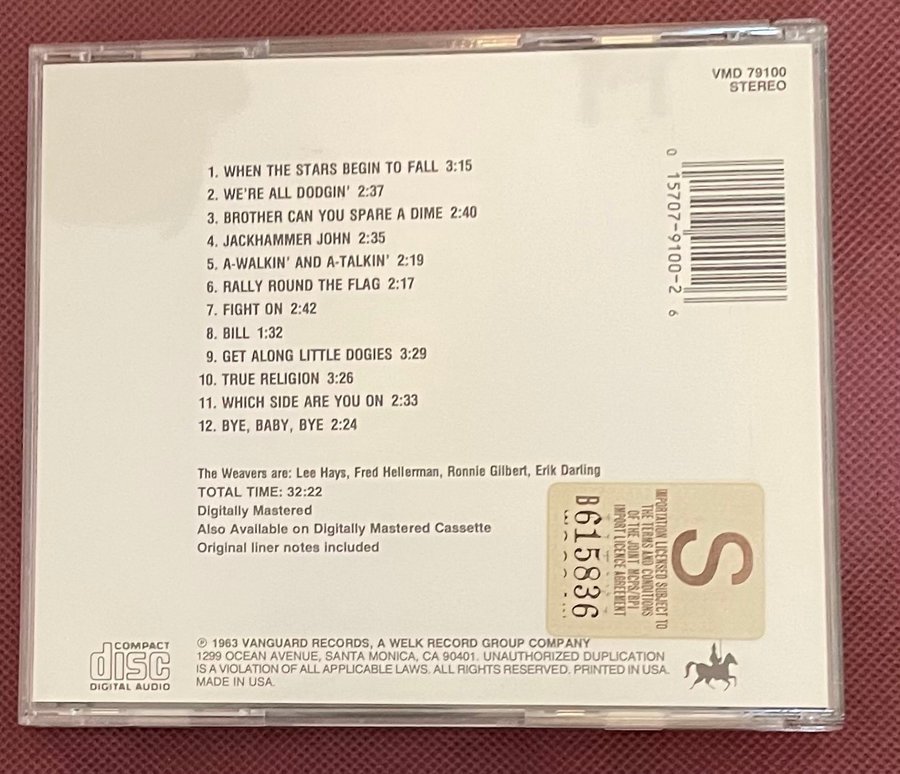 VMD 79100
STEREO
1. WHEN THE STARS BEGIN TO FALL 3:15
2. WE'RE ALL DODGIN' 2:37
3. BROTHER CAN YOU SPARE A DIME 2:40
4. JACKHAMMER JOHN 2:35
5. A-WALKIN' AND A-TALKIN' 2:19
6. RALLY ROUND THE FLAG 2:17
7. FIGHT ON 2:42
8. BILL 1:32
9. GET ALONG LITTLE DOGIES 3:29
10. TRUE RELIGION 3:26
11. WHICH SIDE ARE YOU ON 2:33
12. BYE, BABY, BYE 2:24
0 15707-9100-2 6
The Weavers are: Lee Hays, Fred Hellerman, Ronnie Gilbert, Erik Darling
TOTAL TIME: 32:22
Digitally Mastered
Also Available on Digitally Mastered Cassette
Original liner notes included
S
IMPORTATION LICENSED SUBJECT TO
THE TERMS AND CONDITIONS
OF THE JOINT MCPS/BPI
IMPORT LICENCE AGREEMENT
B615836
COMPACT
disc
DIGITAL AUDIO
℗ 1963 VANGUARD RECORDS, A WELK RECORD GROUP COMPANY
1299 OCEAN AVENUE, SANTA MONICA, CA 90401. UNAUTHORIZED DUPLICATION
IS A VIOLATION OF ALL APPLICABLE LAWS. ALL RIGHTS RESERVED. PRINTED IN USA.
MADE IN USA.